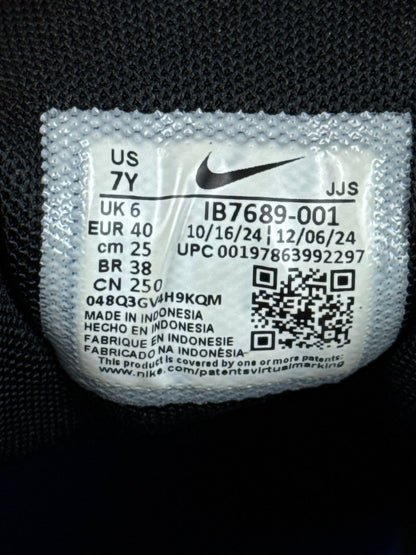 US
7Y
JJS
UK 6
IB7689-001
EUR 40
10/16/24 | 12/06/24
cm 25
UPC 00197863992297
BR 38
CN 250
048Q3GV4H9KQM
MADE IN INDONESIA
HECHO EN INDONESIA
FABRIQUE EN INDONESIE
FABRICADO NA INDONÉSIA
This product is covered by one or more patents:
www.nike.com/patentsvirtualmarking